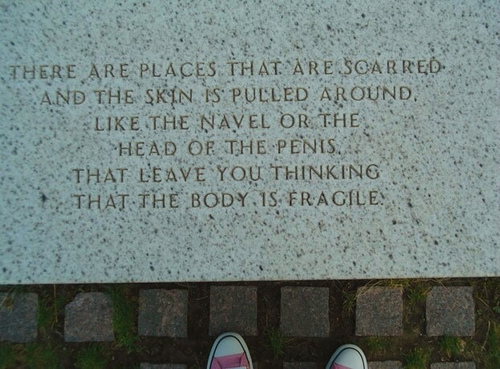 THERE ARE PLACES THAT ARE SCARRED
AND THE SKIN IS PULLED AROUND,
LIKE THE NAVEL OR THE
HEAD OF THE PENIS,
THAT LEAVE YOU THINKING
THAT THE BODY IS FRAGILE.